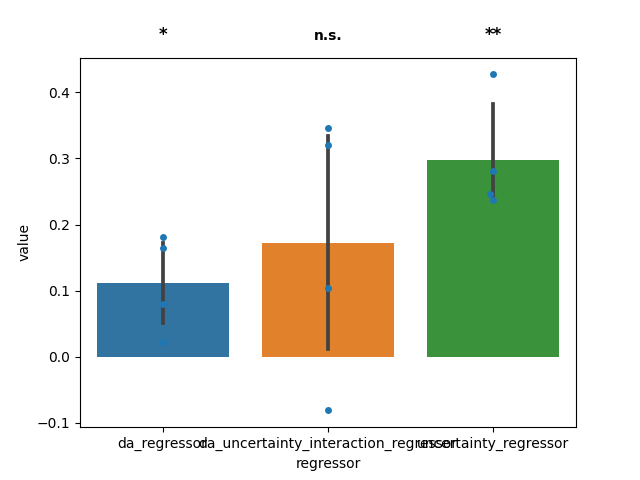 * n.s. **
value
0.4
0.3
0.2
0.1
0.0
−0.1
da_regressor da_uncertainty_interaction_regressor uncertainty_regressor
regressor